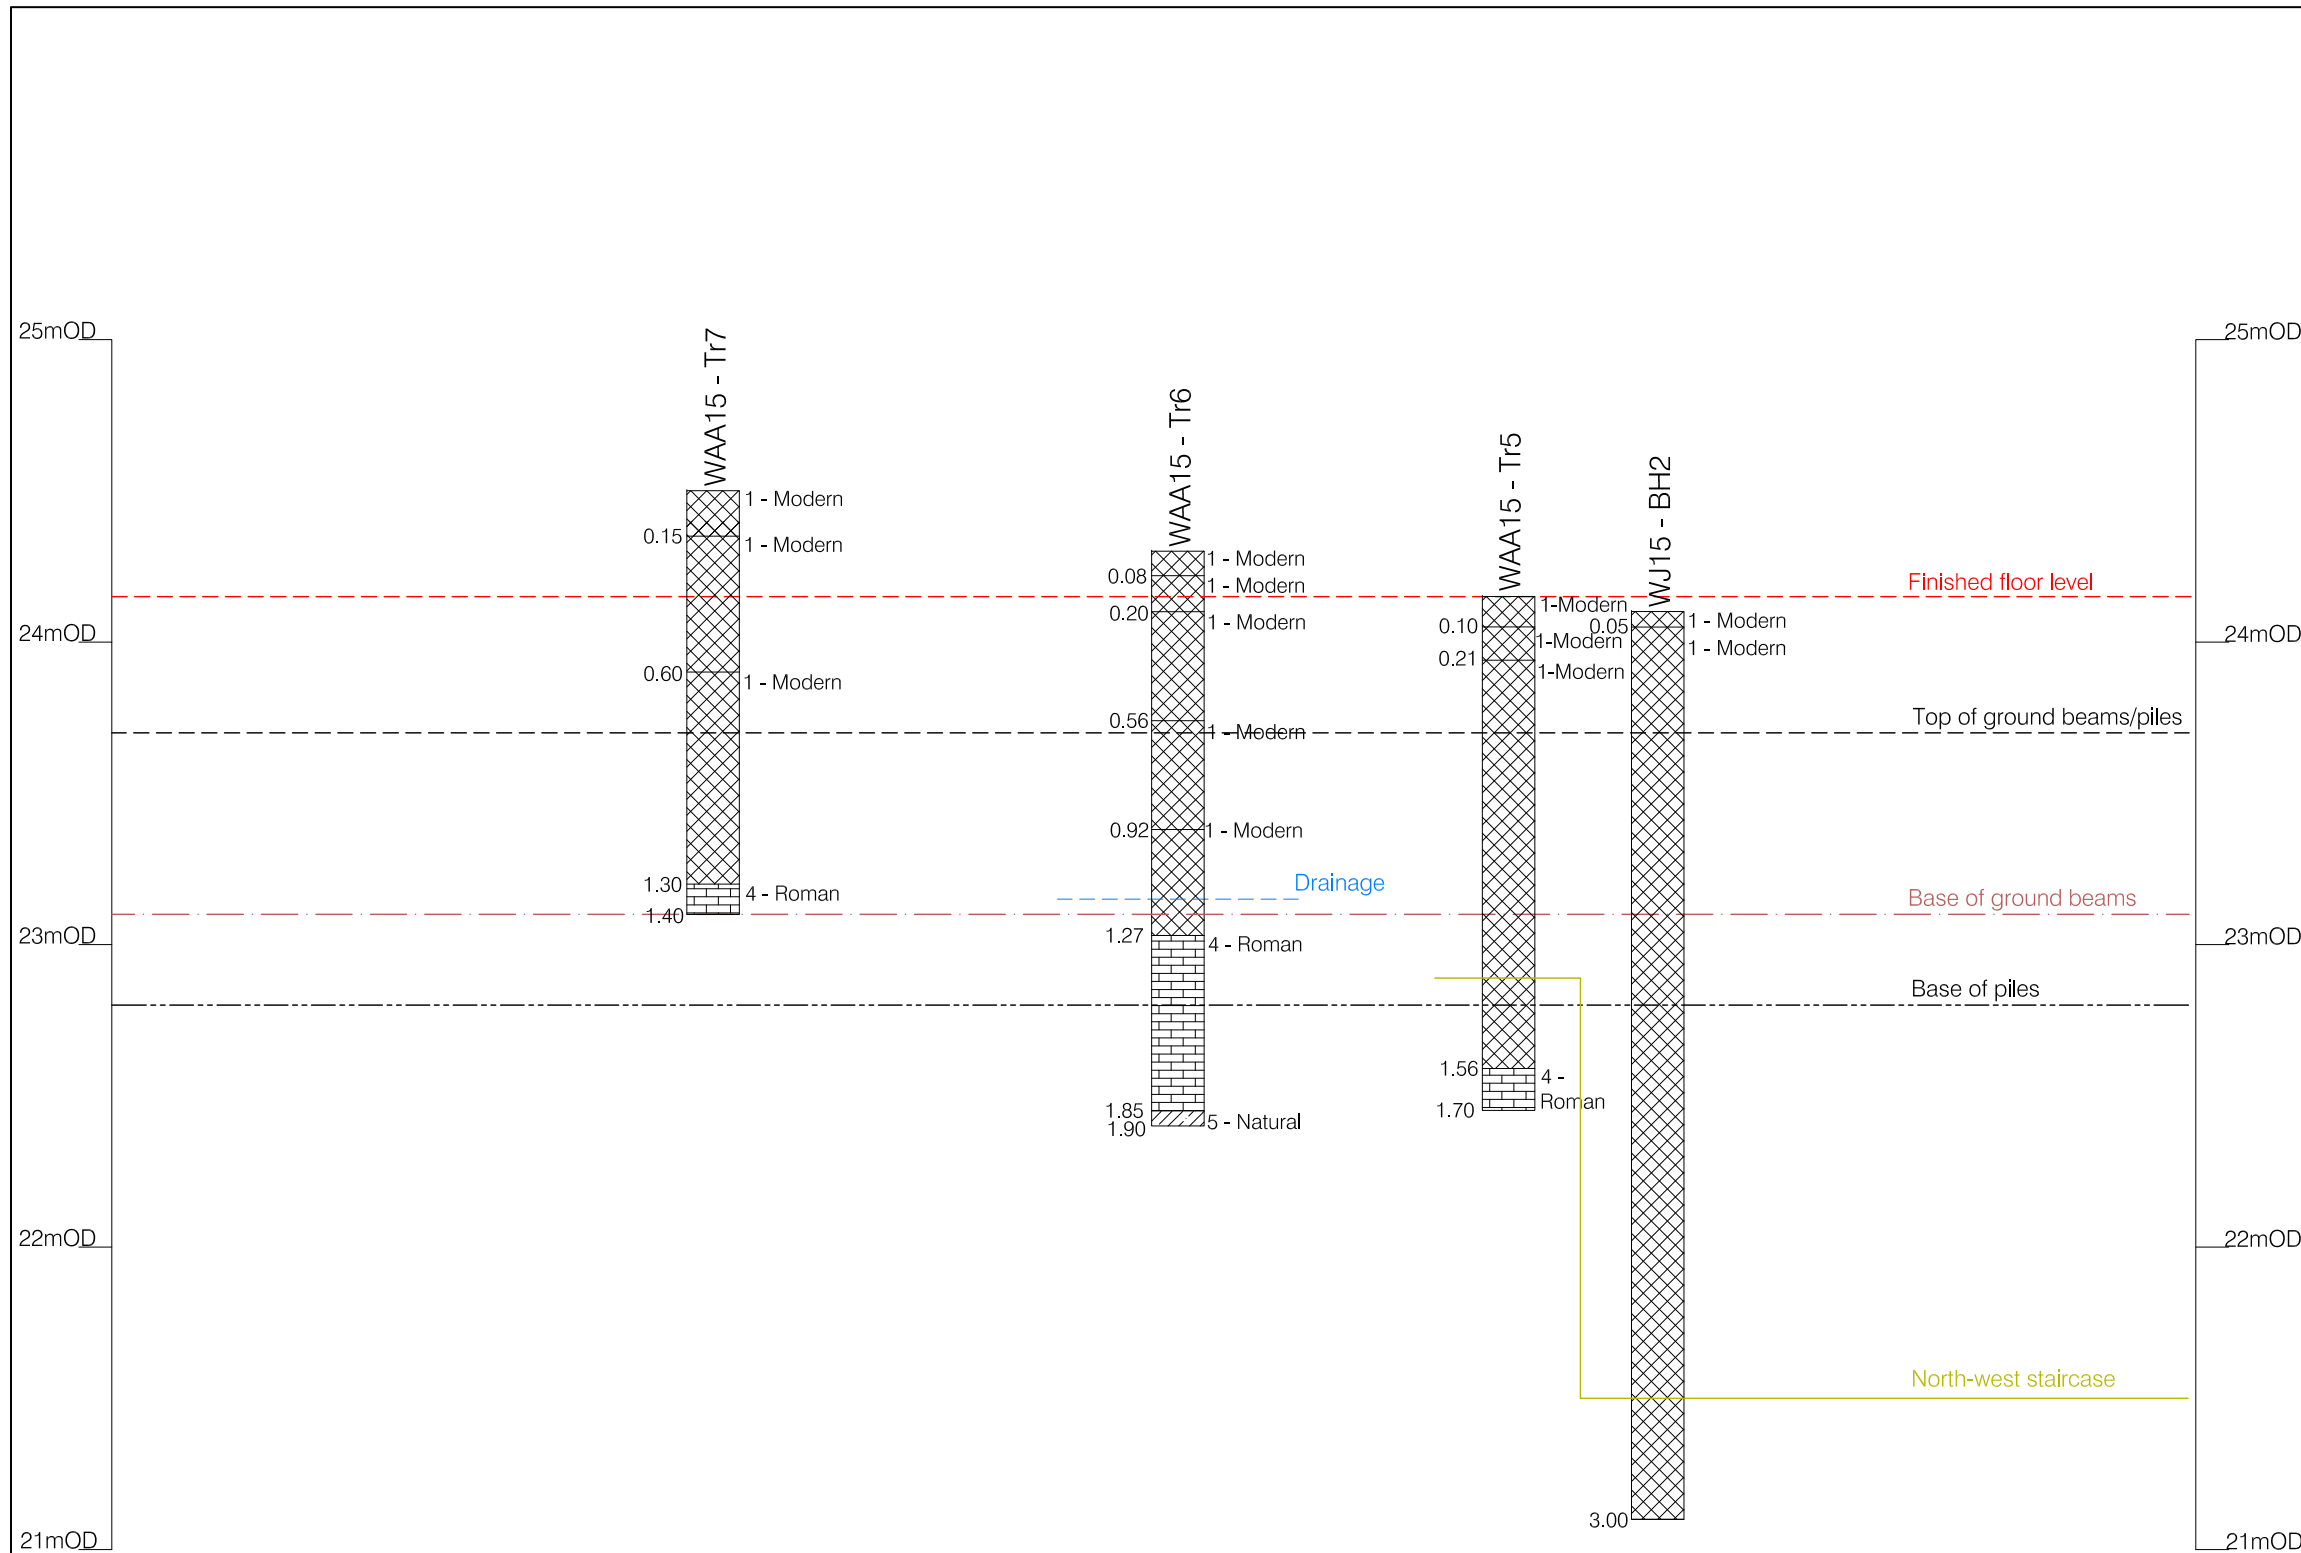 25mOD
25mOD
WAA15 - Tr7
WAA15 - Tr6
WAA15 - Tr5
WJ15 - BH2
1 - Modern
0.15
1 - Modern
0.60
1 - Modern
1.30
4 - Roman
1.40
1 - Modern
0.08
1 - Modern
0.20
1 - Modern
0.56
1 - Modern
0.92
1 - Modern
Drainage
1.27
4 - Roman
1.85
5 - Natural
1.90
1-Modern
0.10
1-Modern
0.21
1-Modern
1.56
4 -
Roman
1.70
1 - Modern
0.05
1 - Modern
3.00
Finished floor level
24mOD
24mOD
Top of ground beams/piles
Base of ground beams
23mOD
23mOD
Base of piles
22mOD
22mOD
North-west staircase
21mOD
21mOD